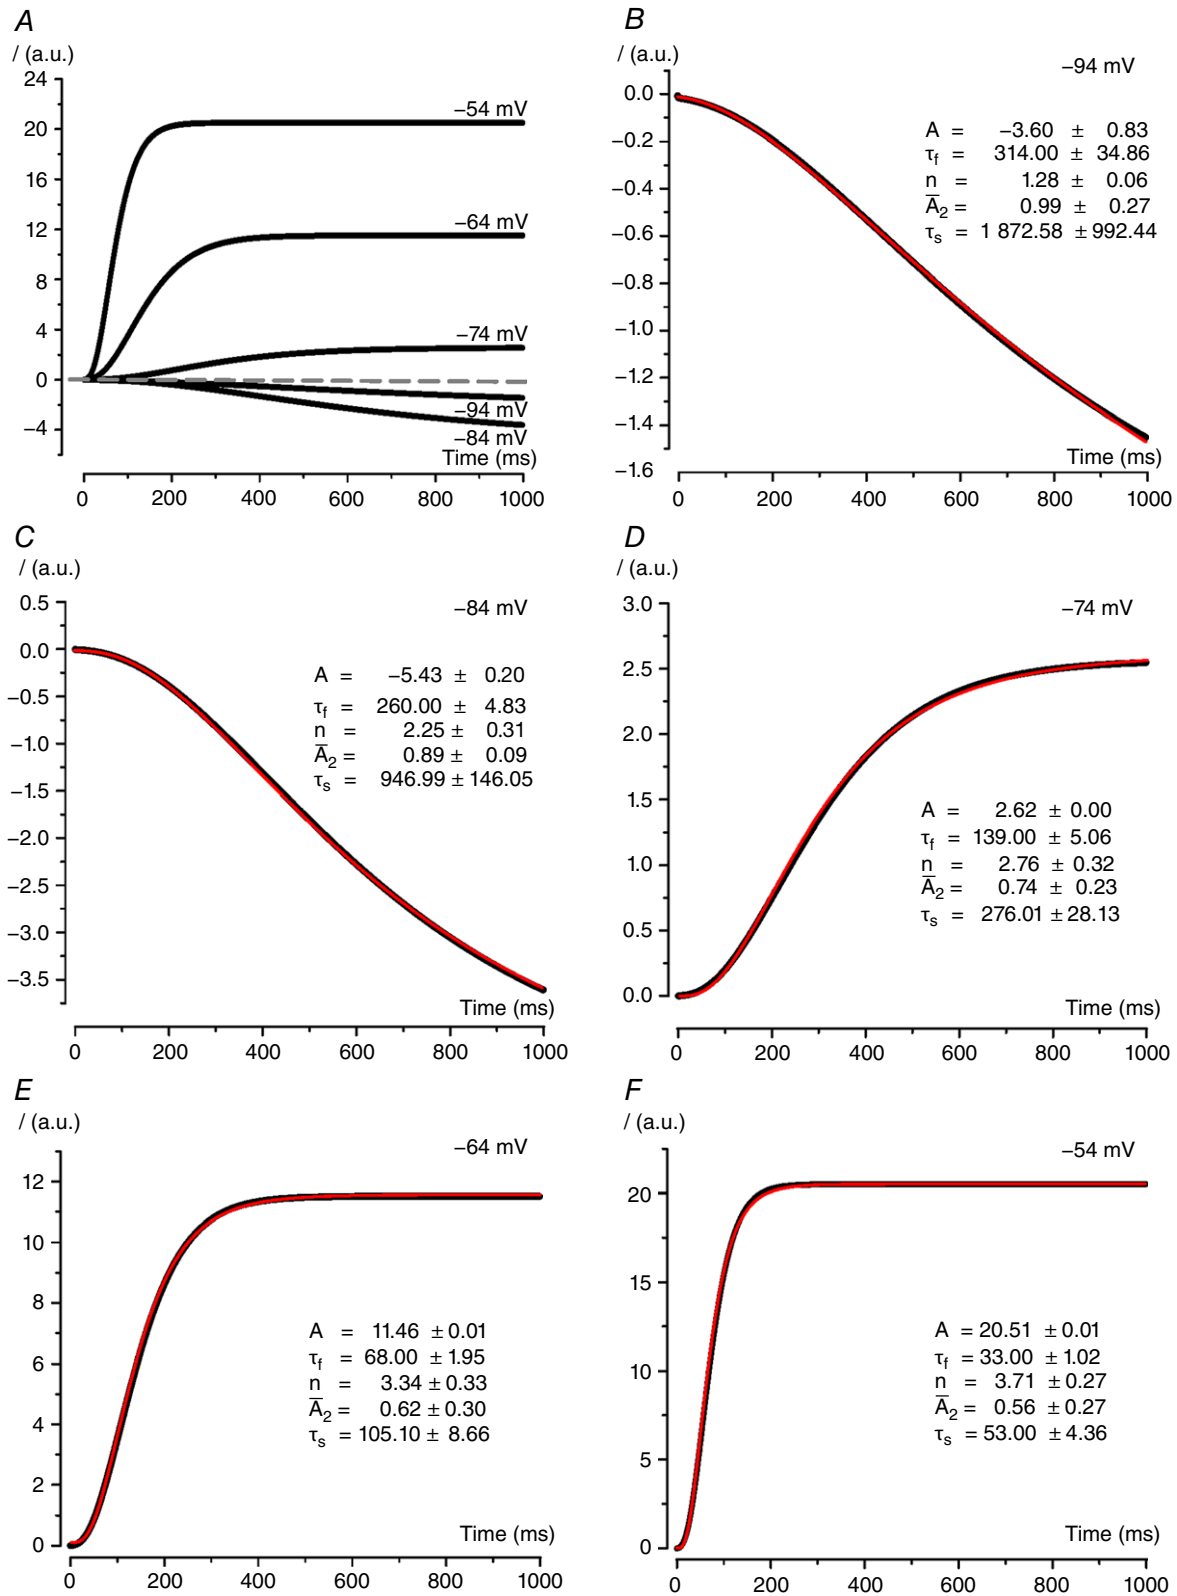 A
I (a.u.)
24
20
16
12
8
4
0
−4
−54 mV
−64 mV
−74 mV
−94 mV
−84 mV
Time (ms)
0 200 400 600 800 1000
B
I (a.u.)
−94 mV
0.0
−0.2
−0.4
−0.6
−0.8
−1.0
−1.2
−1.4
−1.6
A = −3.60 ± 0.83
τf = 314.00 ± 34.86
n = 1.28 ± 0.06
A̅2 = 0.99 ± 0.27
τs = 1 872.58 ± 992.44
Time (ms)
0 200 400 600 800 1000
C
I (a.u.)
−84 mV
0.5
0.0
−0.5
−1.0
−1.5
−2.0
−2.5
−3.0
−3.5
A = −5.43 ± 0.20
τf = 260.00 ± 4.83
n = 2.25 ± 0.31
A̅2 = 0.89 ± 0.09
τs = 946.99 ± 146.05
Time (ms)
0 200 400 600 800 1000
D
I (a.u.)
−74 mV
3.0
2.5
2.0
1.5
1.0
0.5
0.0
A = 2.62 ± 0.00
τf = 139.00 ± 5.06
n = 2.76 ± 0.32
A̅2 = 0.74 ± 0.23
τs = 276.01 ± 28.13
Time (ms)
0 200 400 600 800 1000
E
I (a.u.)
−64 mV
12
10
8
6
4
2
0
A = 11.46 ± 0.01
τf = 68.00 ± 1.95
n = 3.34 ± 0.33
A̅2 = 0.62 ± 0.30
τs = 105.10 ± 8.66
Time (ms)
0 200 400 600 800 1000
F
I (a.u.)
−54 mV
20
15
10
5
0
A = 20.51 ± 0.01
τf = 33.00 ± 1.02
n = 3.71 ± 0.27
A̅2 = 0.56 ± 0.27
τs = 53.00 ± 4.36
Time (ms)
0 200 400 600 800 1000